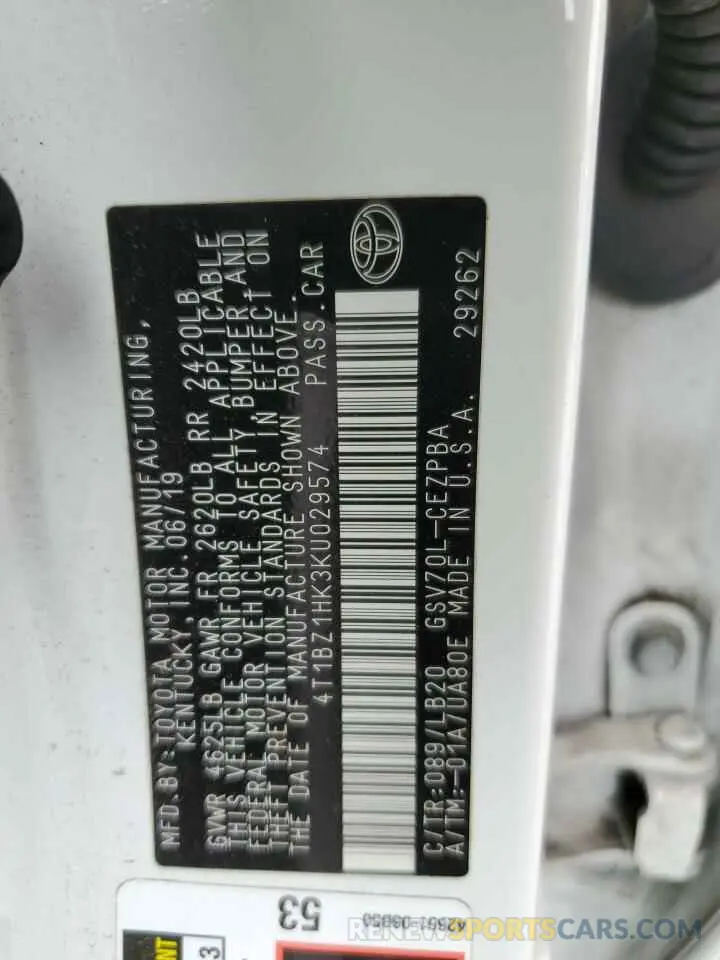 MFD.BY:TOYOTA MOTOR MANUFACTURING,
KENTUCKY, INC.06/19
GVWR 4625LB GAWR FR 2620LB RR 2420LB
THIS VEHICLE CONFORMS TO ALL APPLICABLE
FEDERAL MOTOR VEHICLE SAFETY,BUMPER,AND
THEFT PREVENTION STANDARDS IN EFFECT ON
THE DATE OF MANUFACTURE SHOWN ABOVE.
4T1BZ1HK3KU029574 PASS.CAR
C/TR:089/LB20 GSV70L-CEZPBA
A/TM:-01A/UA80E MADE IN U.S.A. 29262
53
RENEWSUSCARS.COM